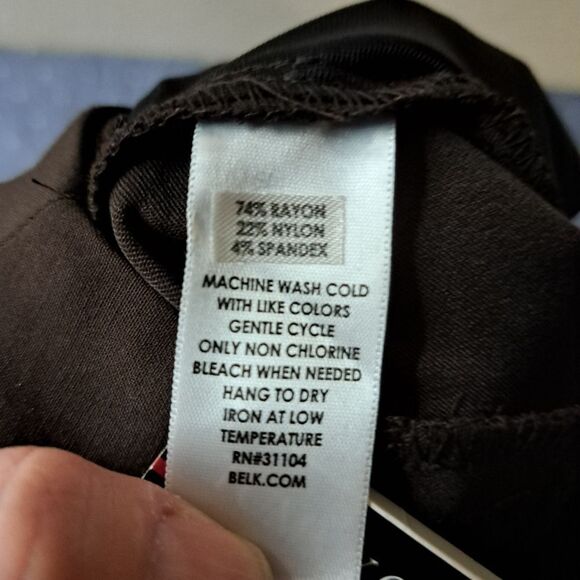 74% RAYON
22% NYLON
4% SPANDEX
MACHINE WASH COLD
WITH LIKE COLORS
GENTLE CYCLE
ONLY NON CHLORINE
BLEACH WHEN NEEDED
HANG TO DRY
IRON AT LOW
TEMPERATURE
RN#31104
BELK.COM